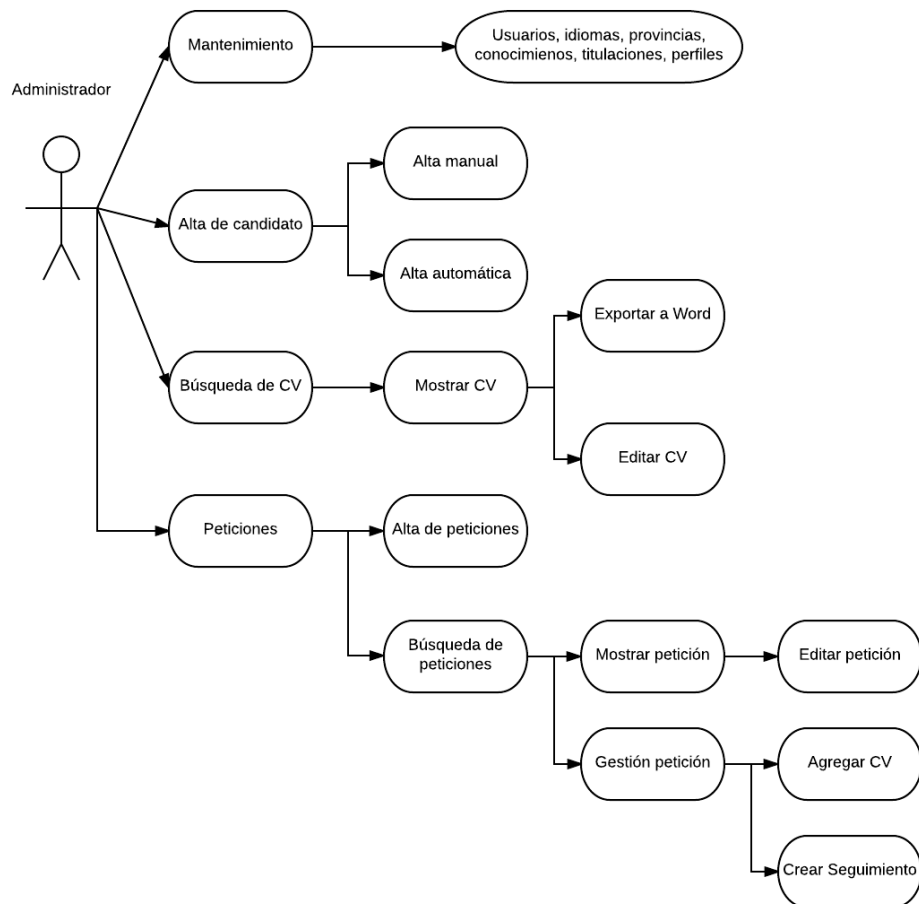 Administrador
Mantenimiento
Usuarios, idiomas, provincias,
conocimienos, titulaciones, perfiles
Alta de candidato
Alta manual
Alta automática
Búsqueda de CV
Mostrar CV
Exportar a Word
Editar CV
Peticiones
Alta de peticiones
Búsqueda de
peticiones
Mostrar petición
Editar petición
Gestión petición
Agregar CV
Crear Seguimiento